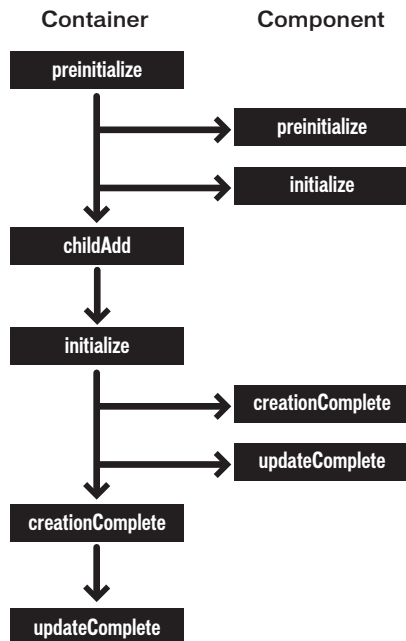 Container Component
preinitialize
preinitialize
initialize
childAdd
initialize
creationComplete
updateComplete
creationComplete
updateComplete